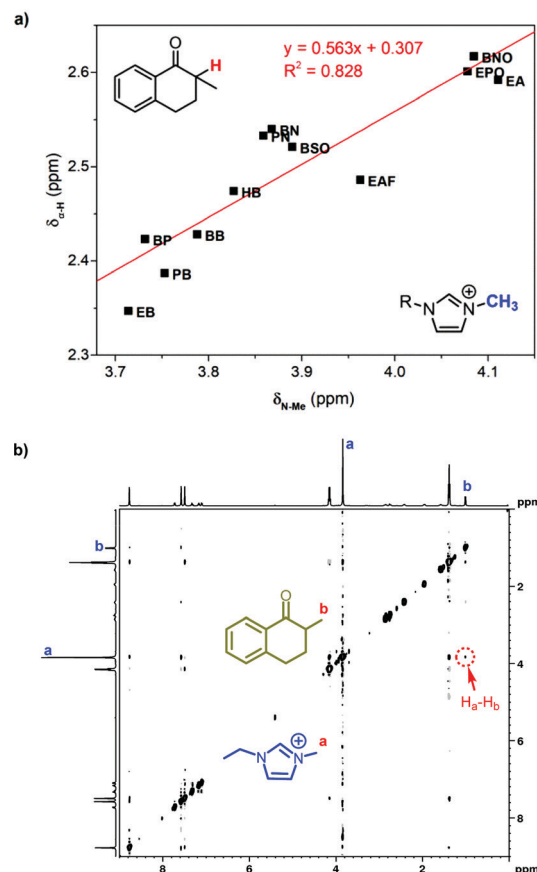 a)
O
H
y = 0.563x + 0.307
R² = 0.828
BNO
EPO
EA
BN
PN
BSO
EAF
HB
BP
BB
PB
EB
2.6
2.5
2.4
2.3
δα-H (ppm)
R
N
N
⊕
CH₃
3.7 3.8 3.9 4.0 4.1
δN-Me (ppm)
b)
a
b
ppm
b
a
O
b
2
4
6
8
Ha-Hb
N
N
⊕
a
8 6 4 2 ppm